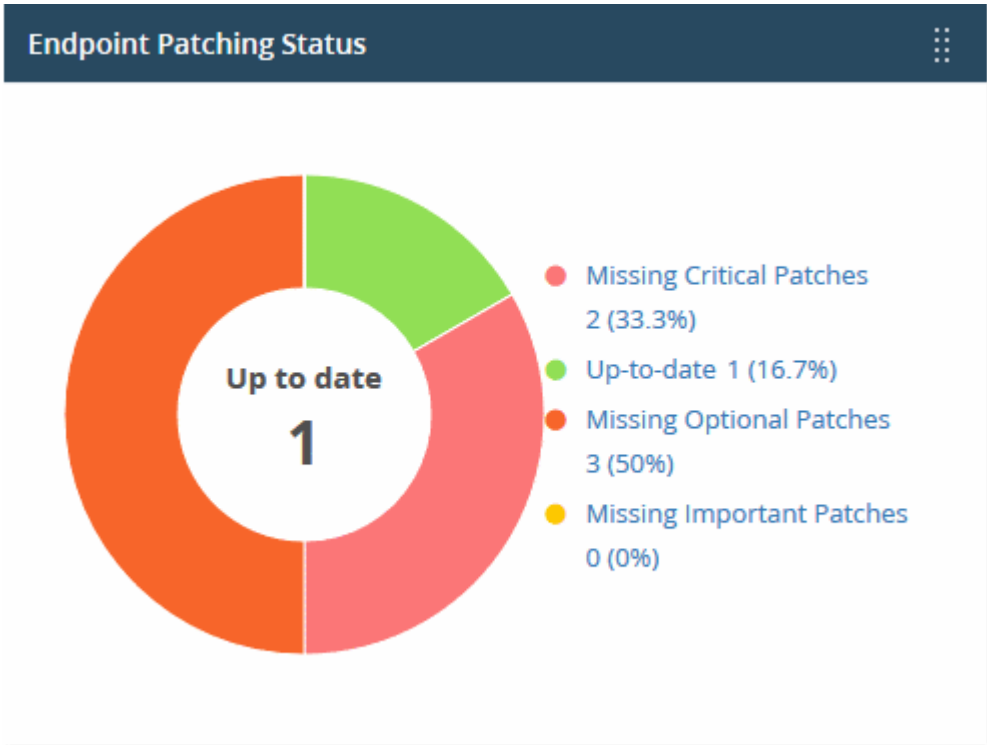 Endpoint Patching Status
Up to date
1
Missing Critical Patches
2 (33.3%)
Up-to-date 1 (16.7%)
Missing Optional Patches
3 (50%)
Missing Important Patches
0 (0%)